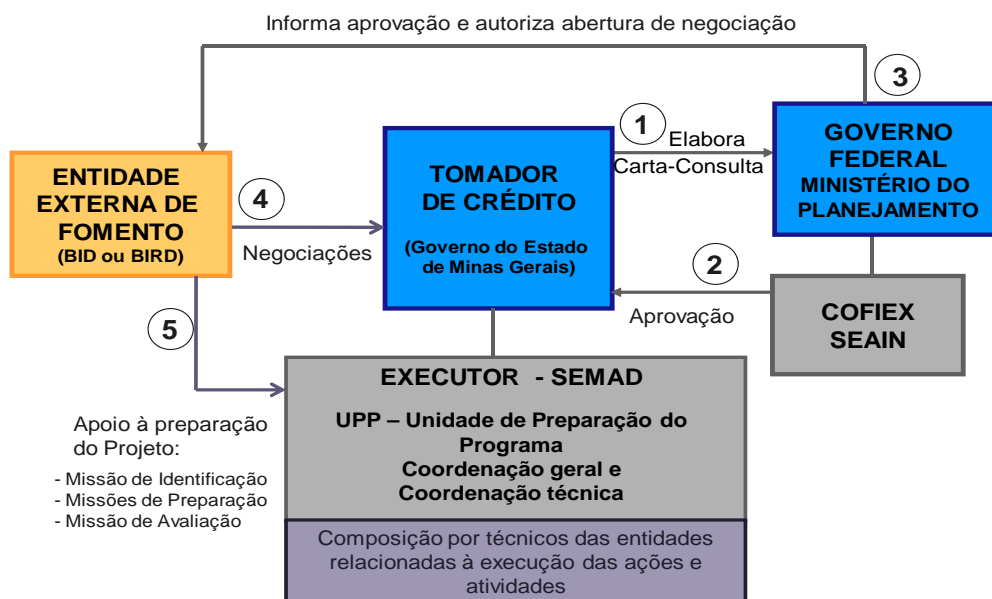 Informa aprovação e autoriza abertura de negociação
3
1
Elabora
Carta-Consulta
GOVERNO
FEDERAL
MINISTÉRIO DO
PLANEJAMENTO
TOMADOR
DE CRÉDITO
(Governo do Estado
de Minas Gerais)
ENTIDADE
EXTERNA DE
FOMENTO
(BID ou BIRD)
4
Negociações
2
Aprovação
COFIEX
SEAIN
5
Apoio à preparação
do Projeto:
- Missão de Identificação
- Missões de Preparação
- Missão de Avaliação
EXECUTOR - SEMAD
UPP – Unidade de Preparação do
Programa
Coordenação geral e
Coordenação técnica
Composição por técnicos das entidades
relacionadas à execução das ações e
atividades